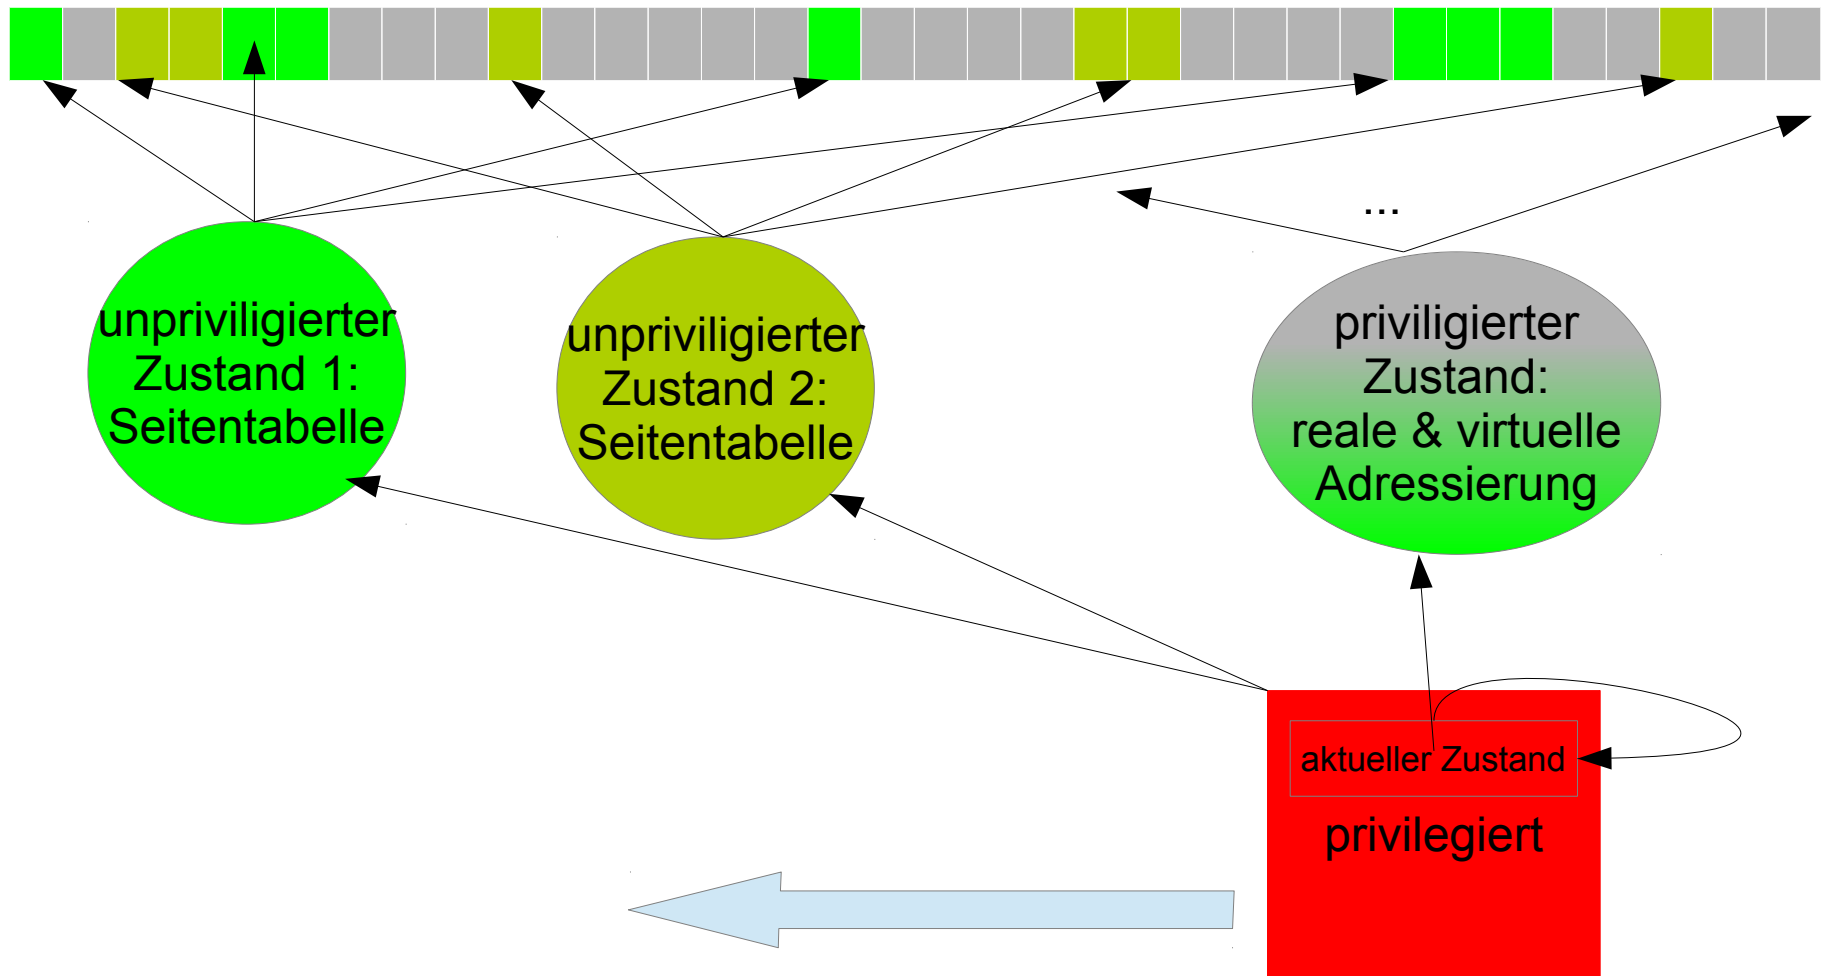 ...
unpriviligierter
Zustand 1:
Seitentabelle
unpriviligierter
Zustand 2:
Seitentabelle
priviligierter
Zustand:
reale & virtuelle
Adressierung
aktueller Zustand
privilegiert